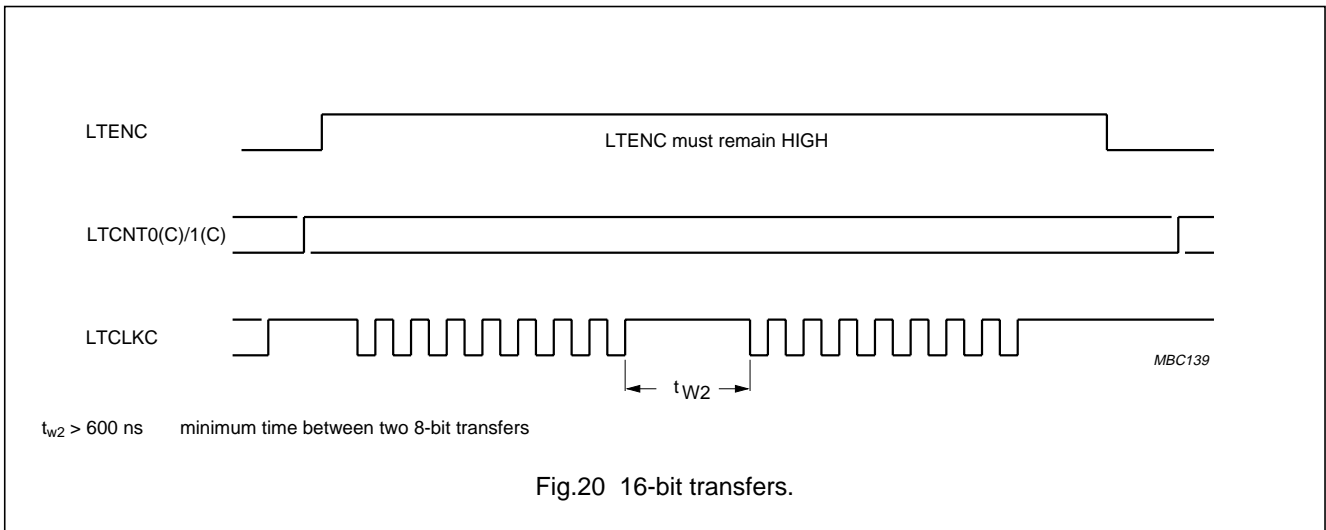 LTENC
LTENC must remain HIGH
LTCNT0(C)/1(C)
LTCLKC
MBC139
tW2
tw2 > 600 ns minimum time between two 8-bit transfers
Fig.20 16-bit transfers.